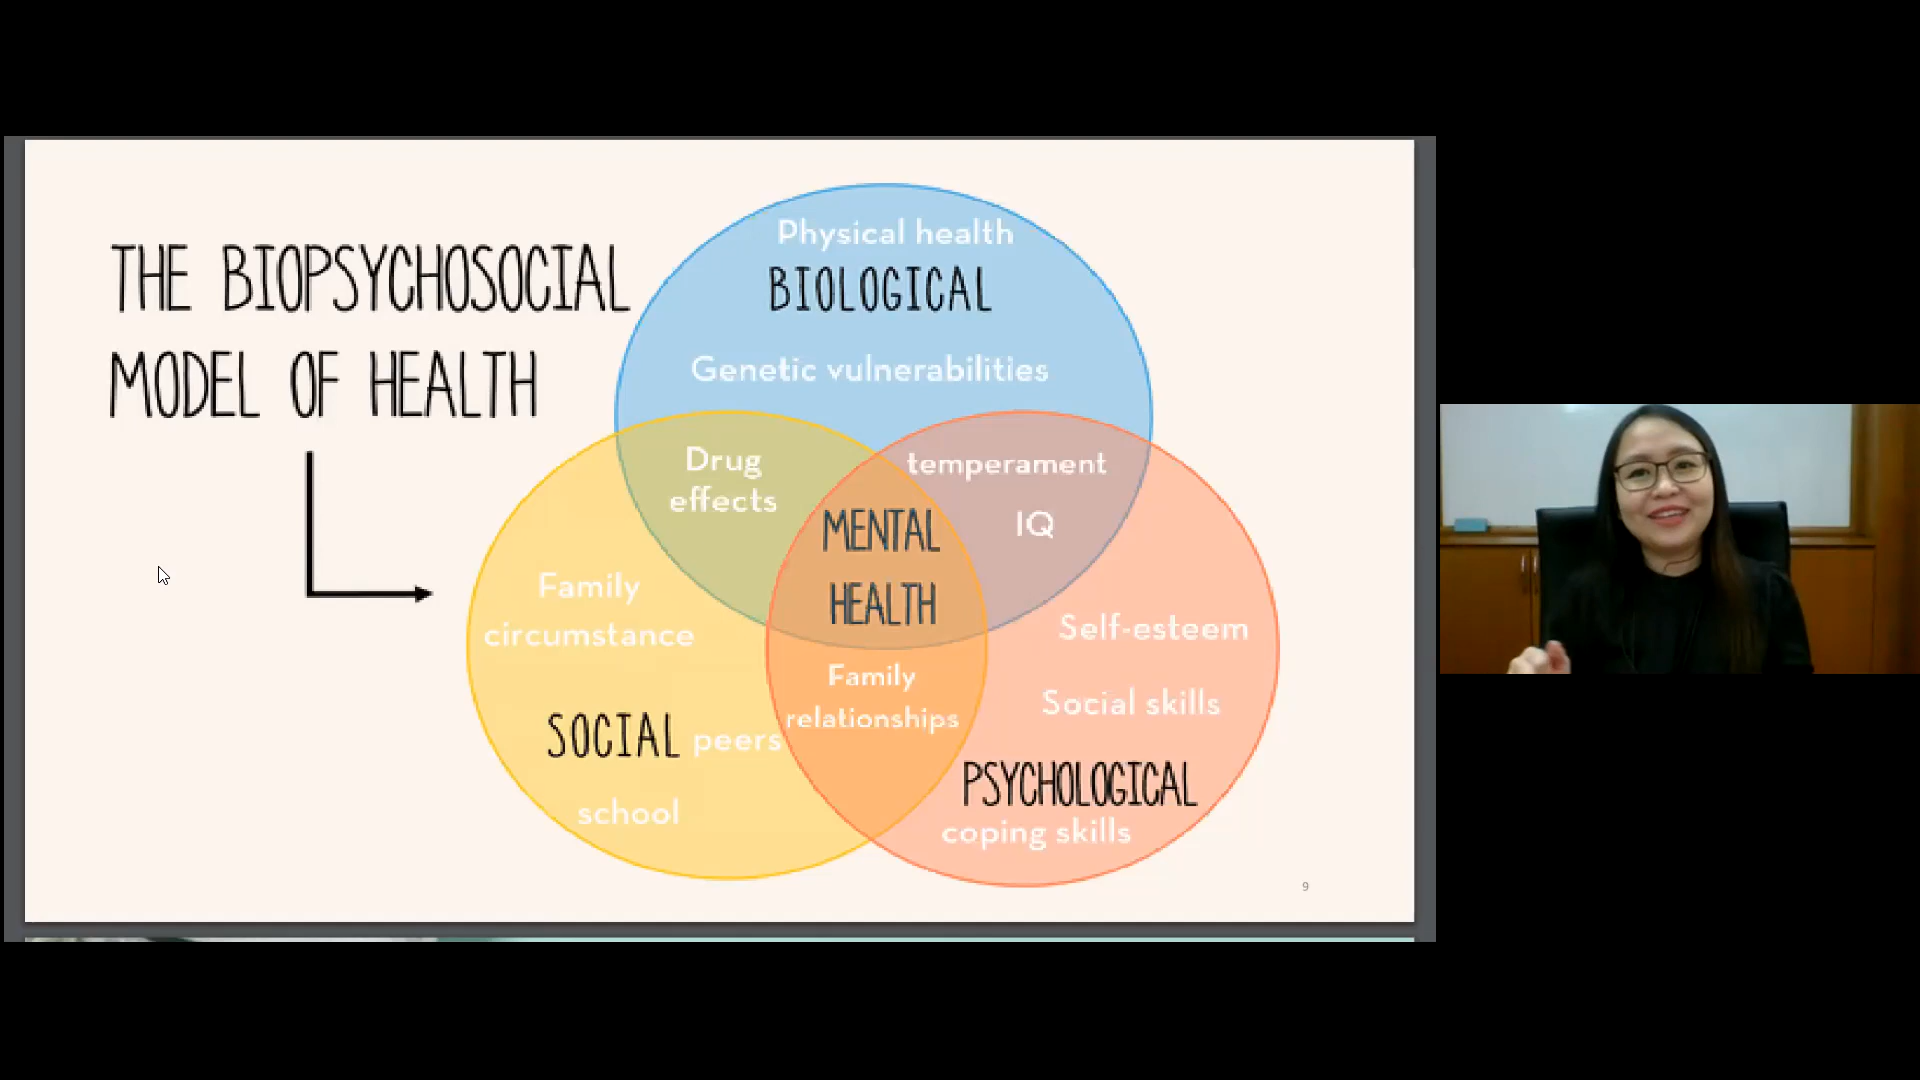 THE BIOPSYCHOSOCIAL
MODEL OF HEALTH
Physical health
BIOLOGICAL
Genetic vulnerabilities
Drug
effects
temperament
IQ
MENTAL
HEALTH
Family
circumstance
SOCIAL peers
school
Family
relationships
Self-esteem
Social skills
PSYCHOLOGICAL
coping skills
9